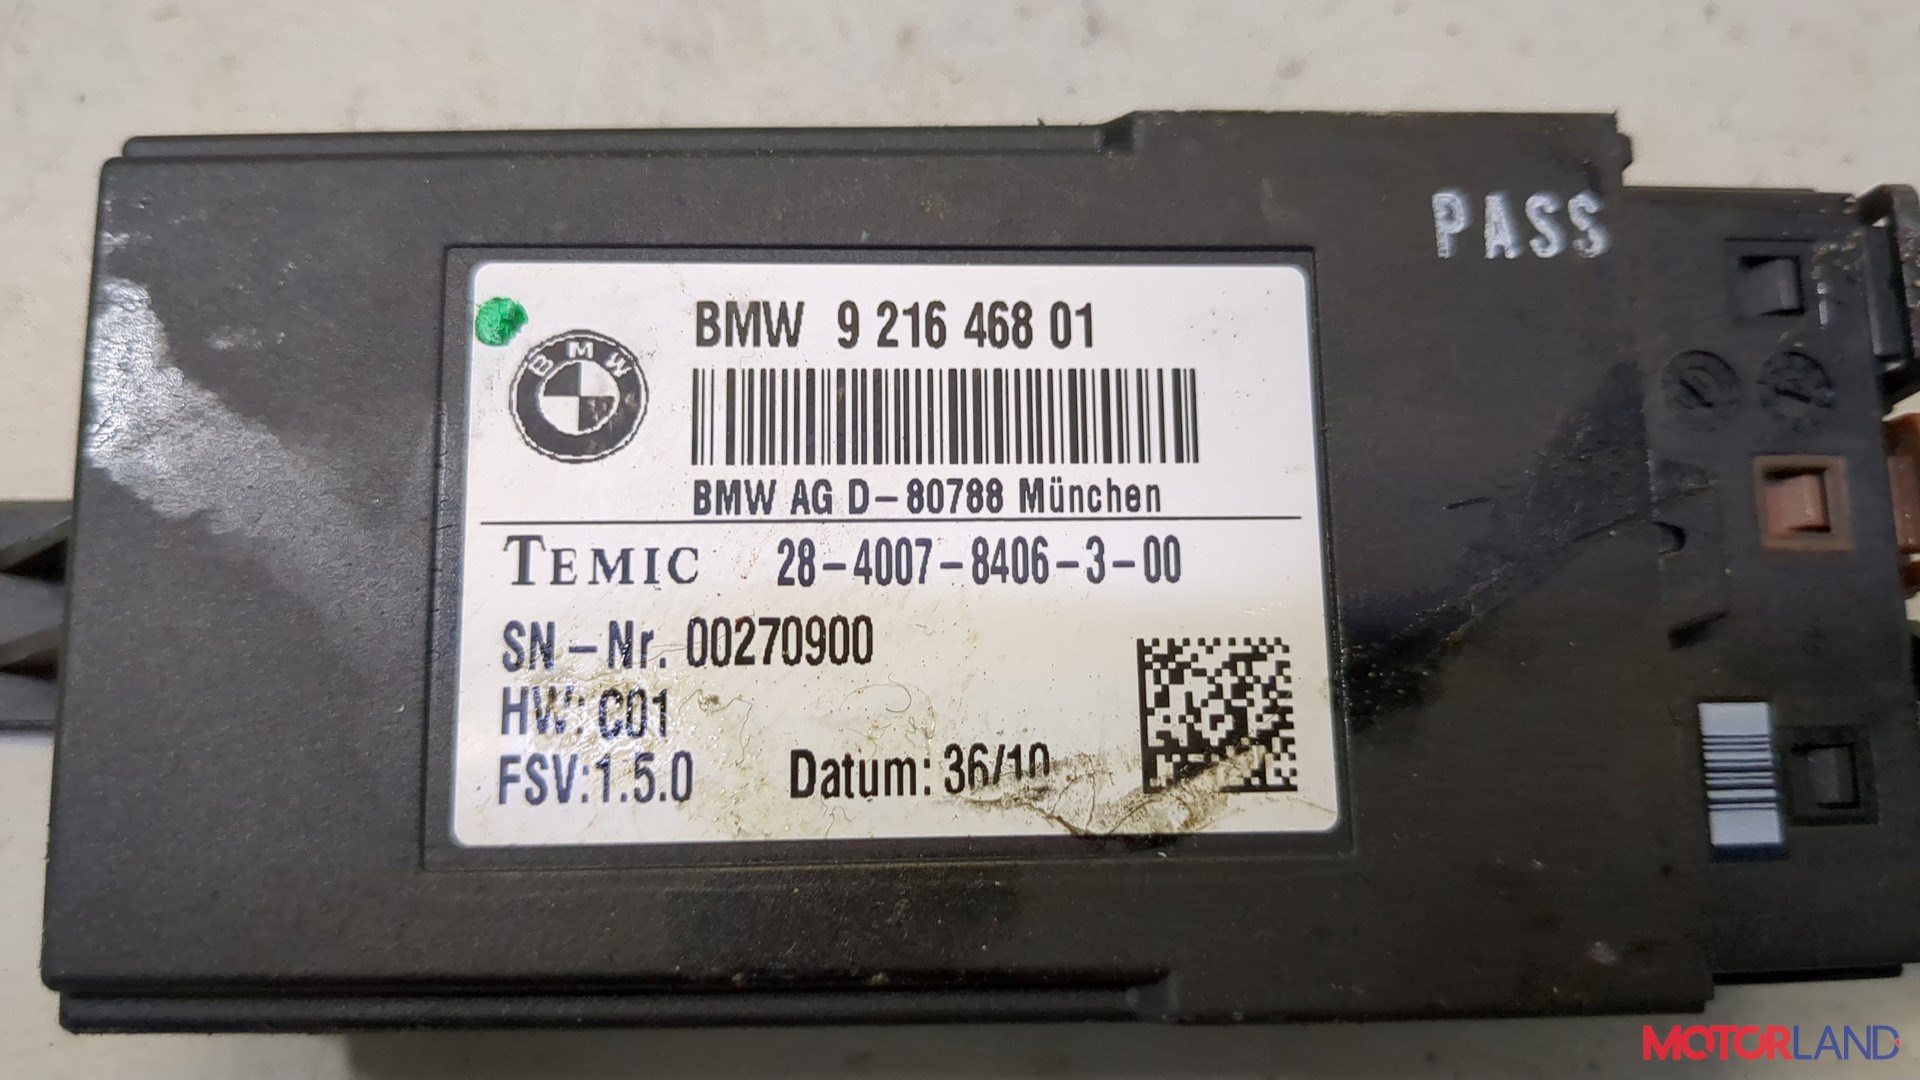 PASS
BMW 9 216 468 01
BMW
BMW AG D-80788 München
TEMIC 28-4007-8406-3-00
SN-Nr. 00270900
HW: C01
FSV:1.5.0 Datum: 36/10
MOTORLAND